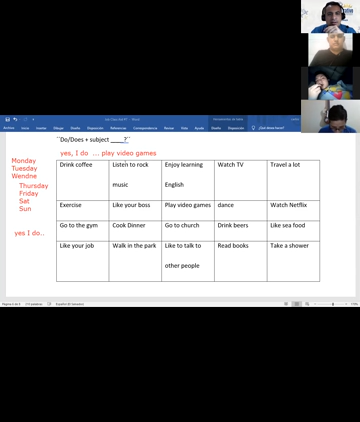 ``Do/Does + subject ____?´´
yes, I do ... play video games
Monday
Tuesday
Wendne
Thursday
Friday
Sat
Sun
yes I do..
Drink coffee
Listen to rock music
Enjoy learning English
Watch TV
Travel a lot
Exercise
Like your boss
Play video games
dance
Watch Netflix
Go to the gym
Cook Dinner
Go to church
Drink beers
Like sea food
Like your job
Walk in the park
Like to talk to other people
Read books
Take a shower